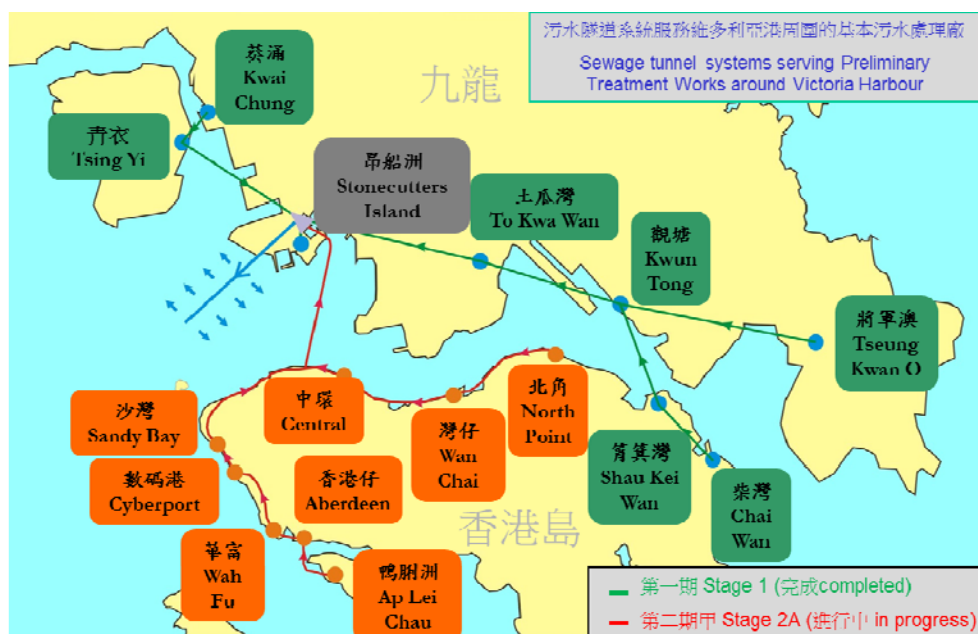 污水隧道系統服務維多利亞港周圍的基本污水處理廠
Sewage tunnel systems serving Preliminary
Treatment Works around Victoria Harbour
葵涌
Kwai
Chung
九龍
青衣
Tsing Yi
昂船洲
Stonecutters
Island
土瓜灣
To Kwa Wan
觀塘
Kwun
Tong
將軍澳
Tseung
Kwan O
沙灣
Sandy Bay
中環
Central
北角
North
Point
灣仔
Wan
Chai
數碼港
Cyberport
香港仔
Aberdeen
筲箕灣
Shau Kei
Wan
柴灣
Chai
Wan
香港島
華富
Wah
Fu
鴨脷洲
Ap Lei
Chau
第一期 Stage 1 (完成completed)
第二期甲 Stage 2A (進行中 in progress)